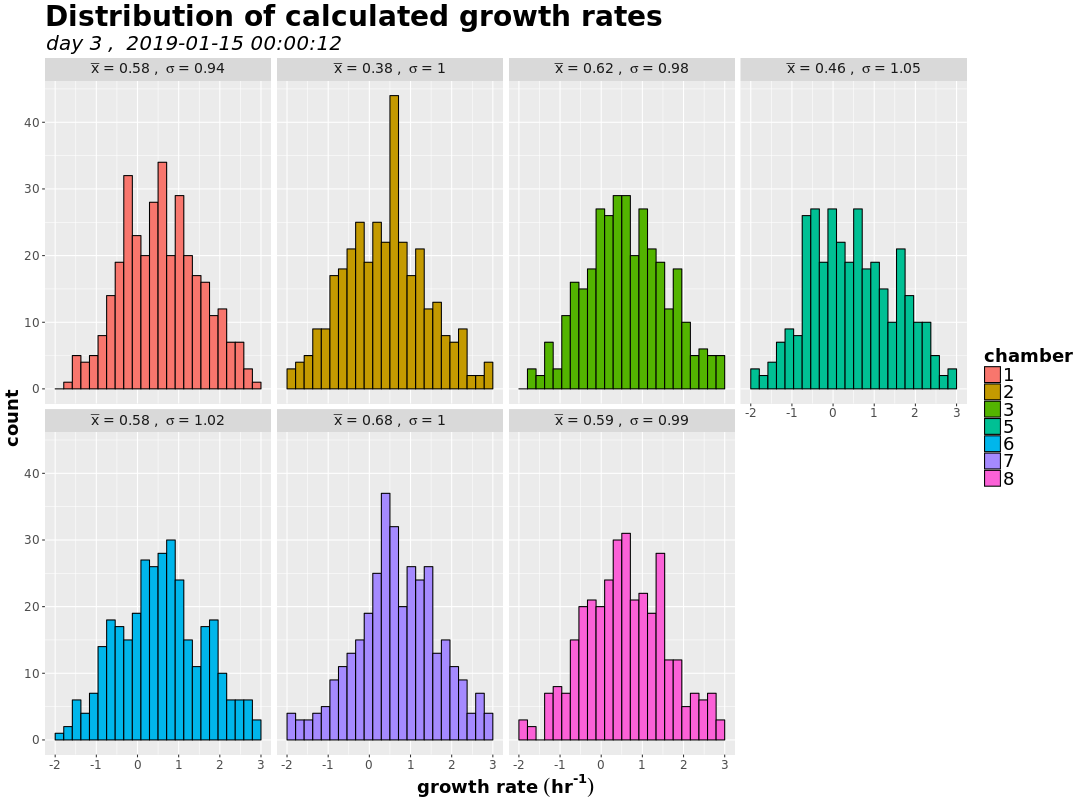 Distribution of calculated growth rates
day 3 ,  2019-01-15 00:00:12
x̅ = 0.58 ,  σ = 0.94
x̅ = 0.38 ,  σ = 1
x̅ = 0.62 ,  σ = 0.98
x̅ = 0.46 ,  σ = 1.05
40
30
20
10
0
-2 -1 0 1 2 3
x̅ = 0.58 ,  σ = 1.02
x̅ = 0.68 ,  σ = 1
x̅ = 0.59 ,  σ = 0.99
40
30
20
10
0
-2 -1 0 1 2 3
-2 -1 0 1 2 3
-2 -1 0 1 2 3
count
growth rate (hr⁻¹)
chamber
1
2
3
5
6
7
8